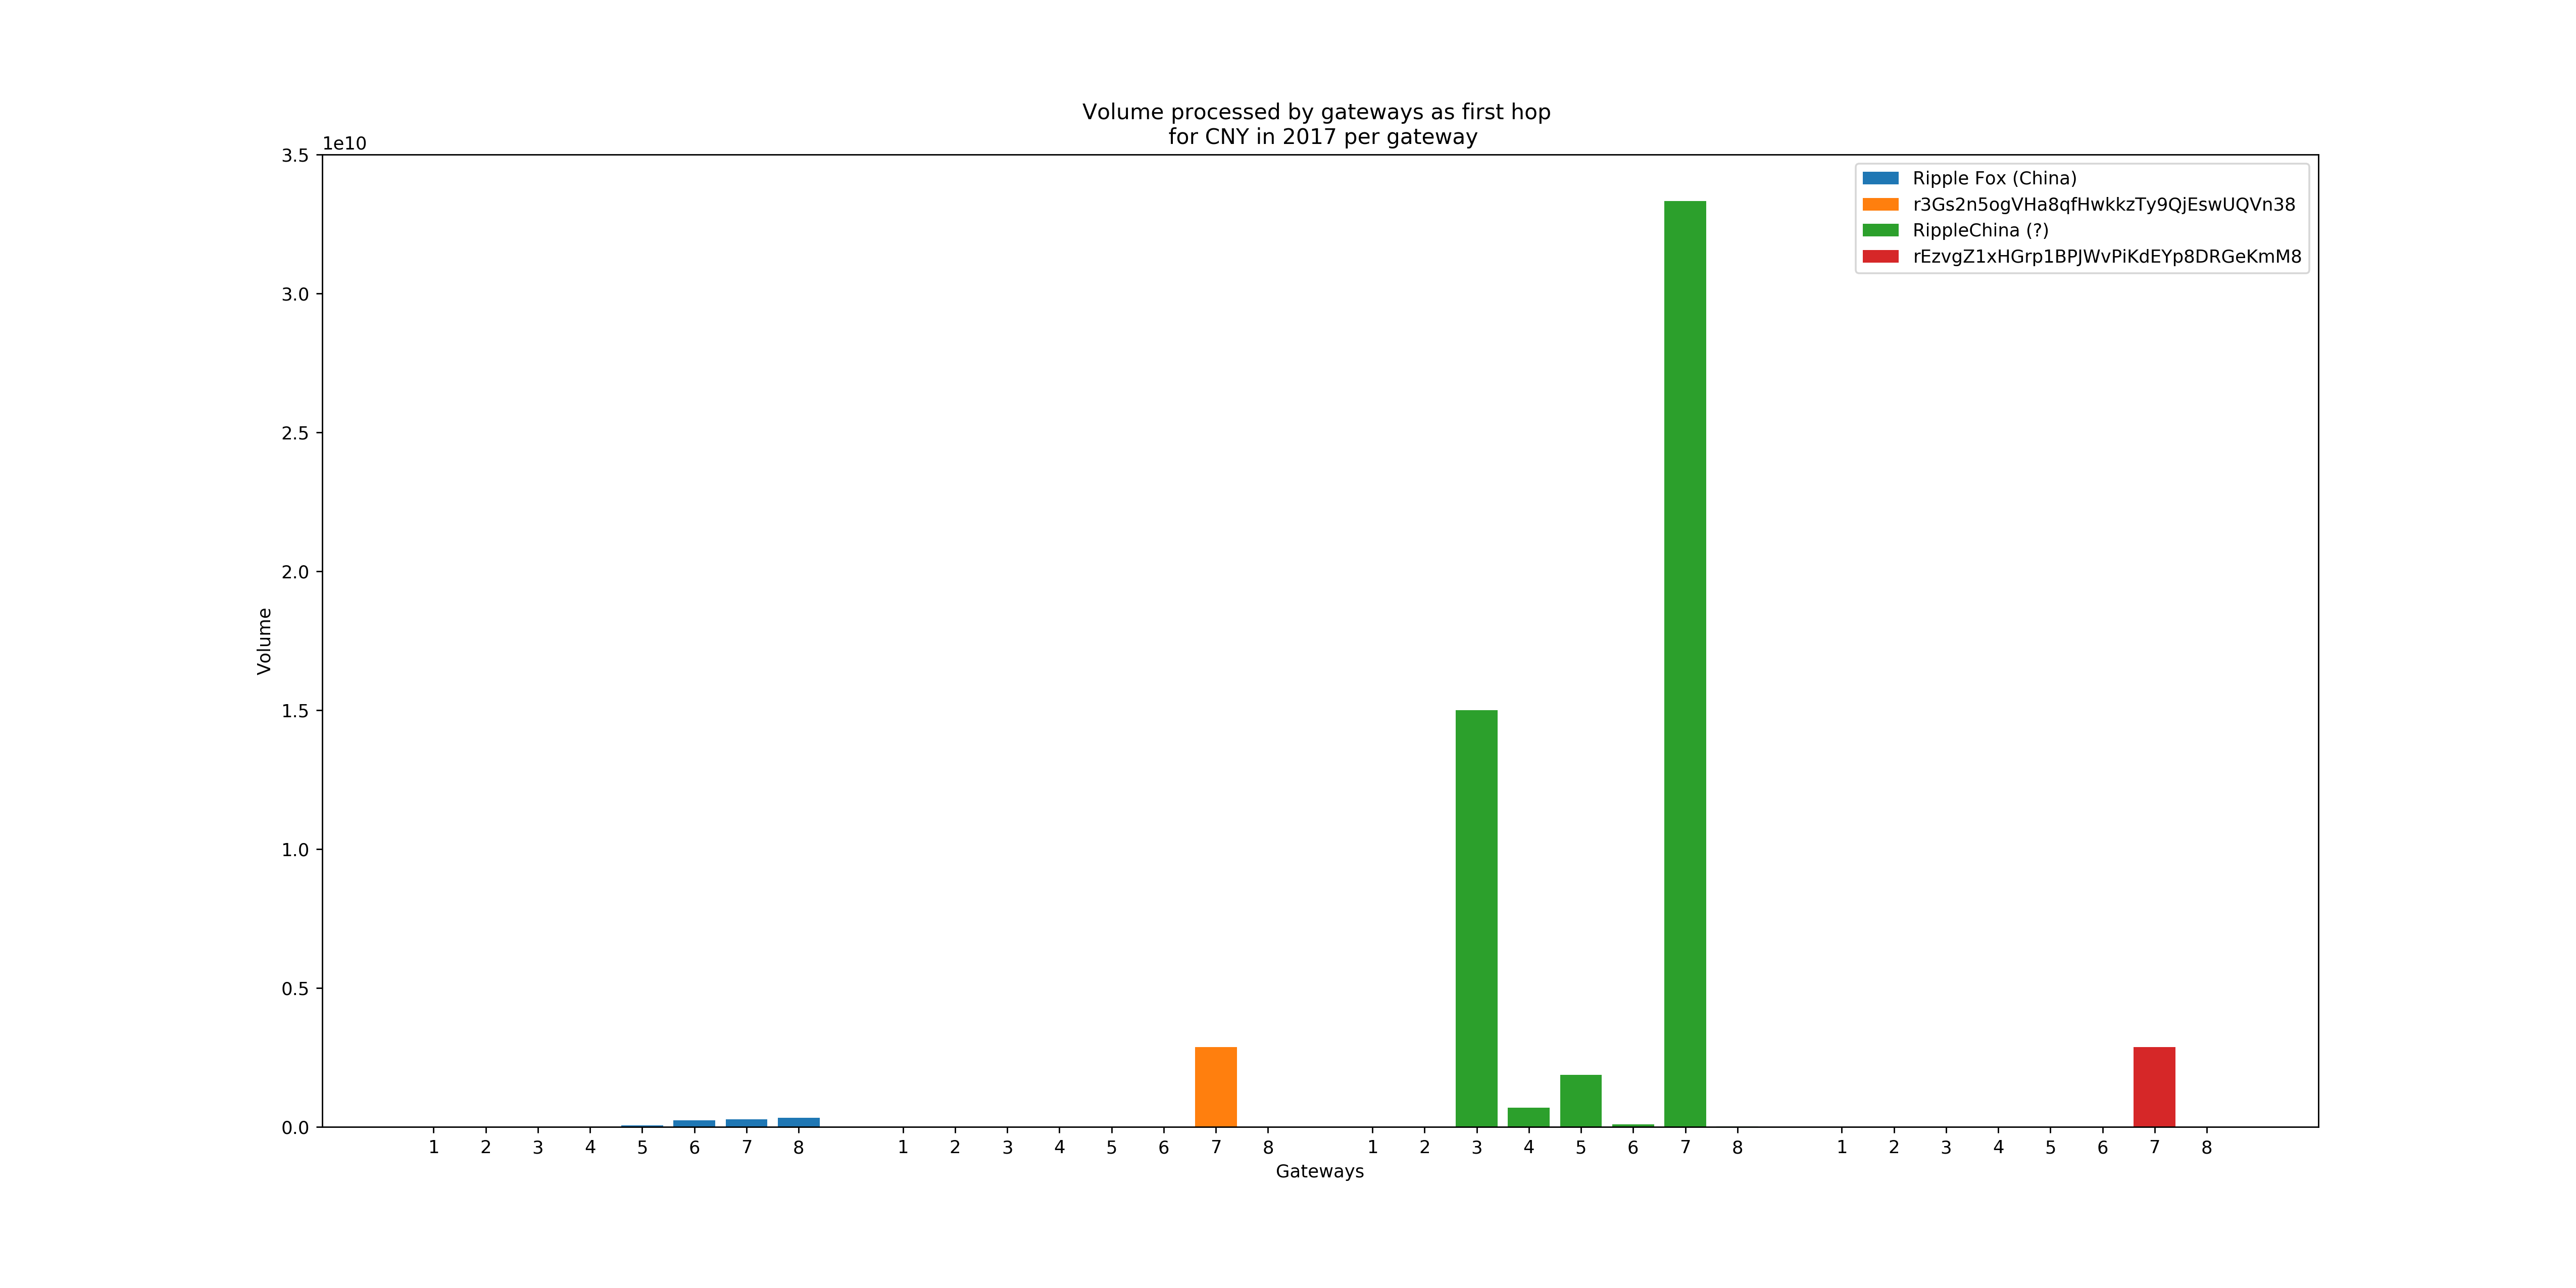 Volume processed by gateways as first hop
for CNY in 2017 per gateway
1e10
3.5
3.0
2.5
2.0
1.5
1.0
0.5
0.0
Volume
Ripple Fox (China)
r3Gs2n5ogVHa8qfHwkkzTy9QjEswUQVn38
RippleChina (?)
rEzvgZ1xHGrp1BPJWvPiKdEYp8DRGeKmM8
1 2 3 4 5 6 7 8 1 2 3 4 5 6 7 8 1 2 3 4 5 6 7 8 1 2 3 4 5 6 7 8
Gateways